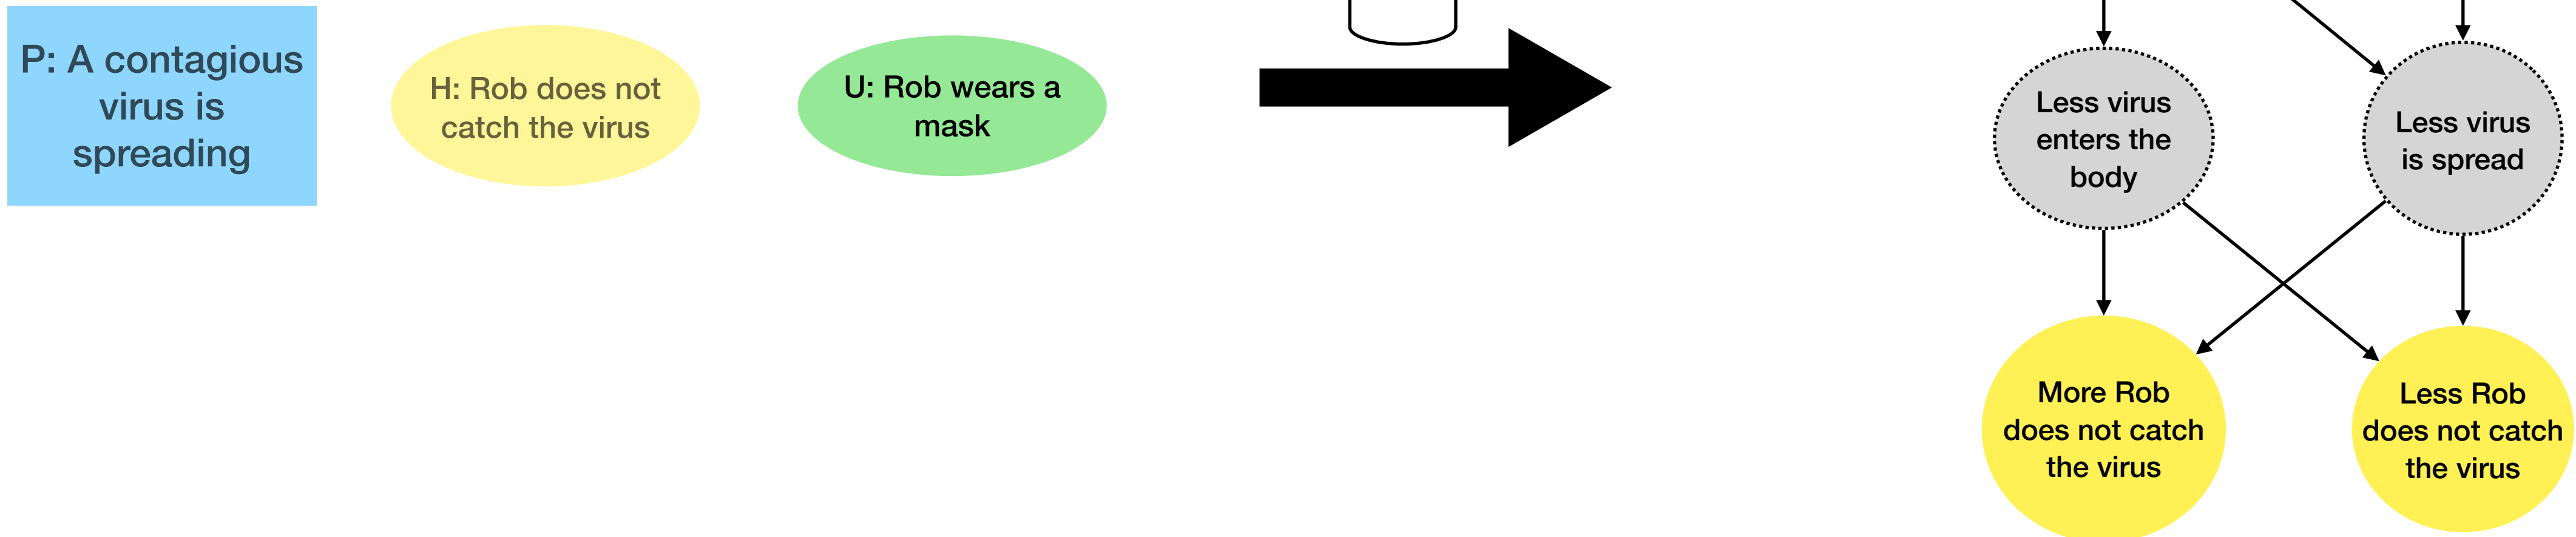 P: A contagious
virus is
spreading
H: Rob does not
catch the virus
U: Rob wears a
mask
Less virus
enters the
body
Less virus
is spread
More Rob
does not catch
the virus
Less Rob
does not catch
the virus